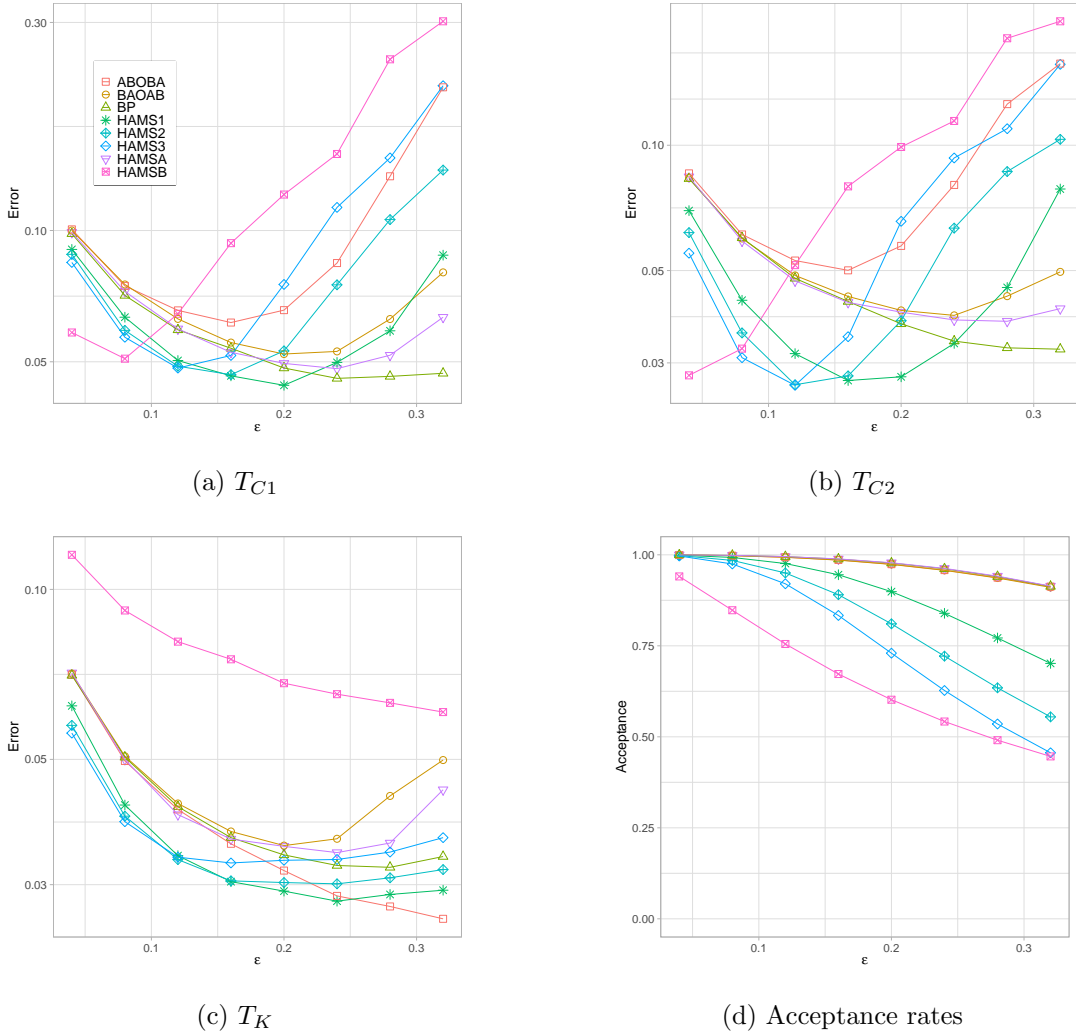 0.30
0.10
0.05
Error
ABOBA
BAOAB
BP
HAMS1
HAMS2
HAMS3
HAMSA
HAMSB
0.1 0.2 0.3
ε
(a) T_{C1}
0.10
0.05
0.03
Error
0.1 0.2 0.3
ε
(b) T_{C2}
0.10
0.05
0.03
Error
0.1 0.2 0.3
ε
(c) T_K
1.00
0.75
0.50
0.25
0.00
Acceptance
0.1 0.2 0.3
ε
(d) Acceptance rates